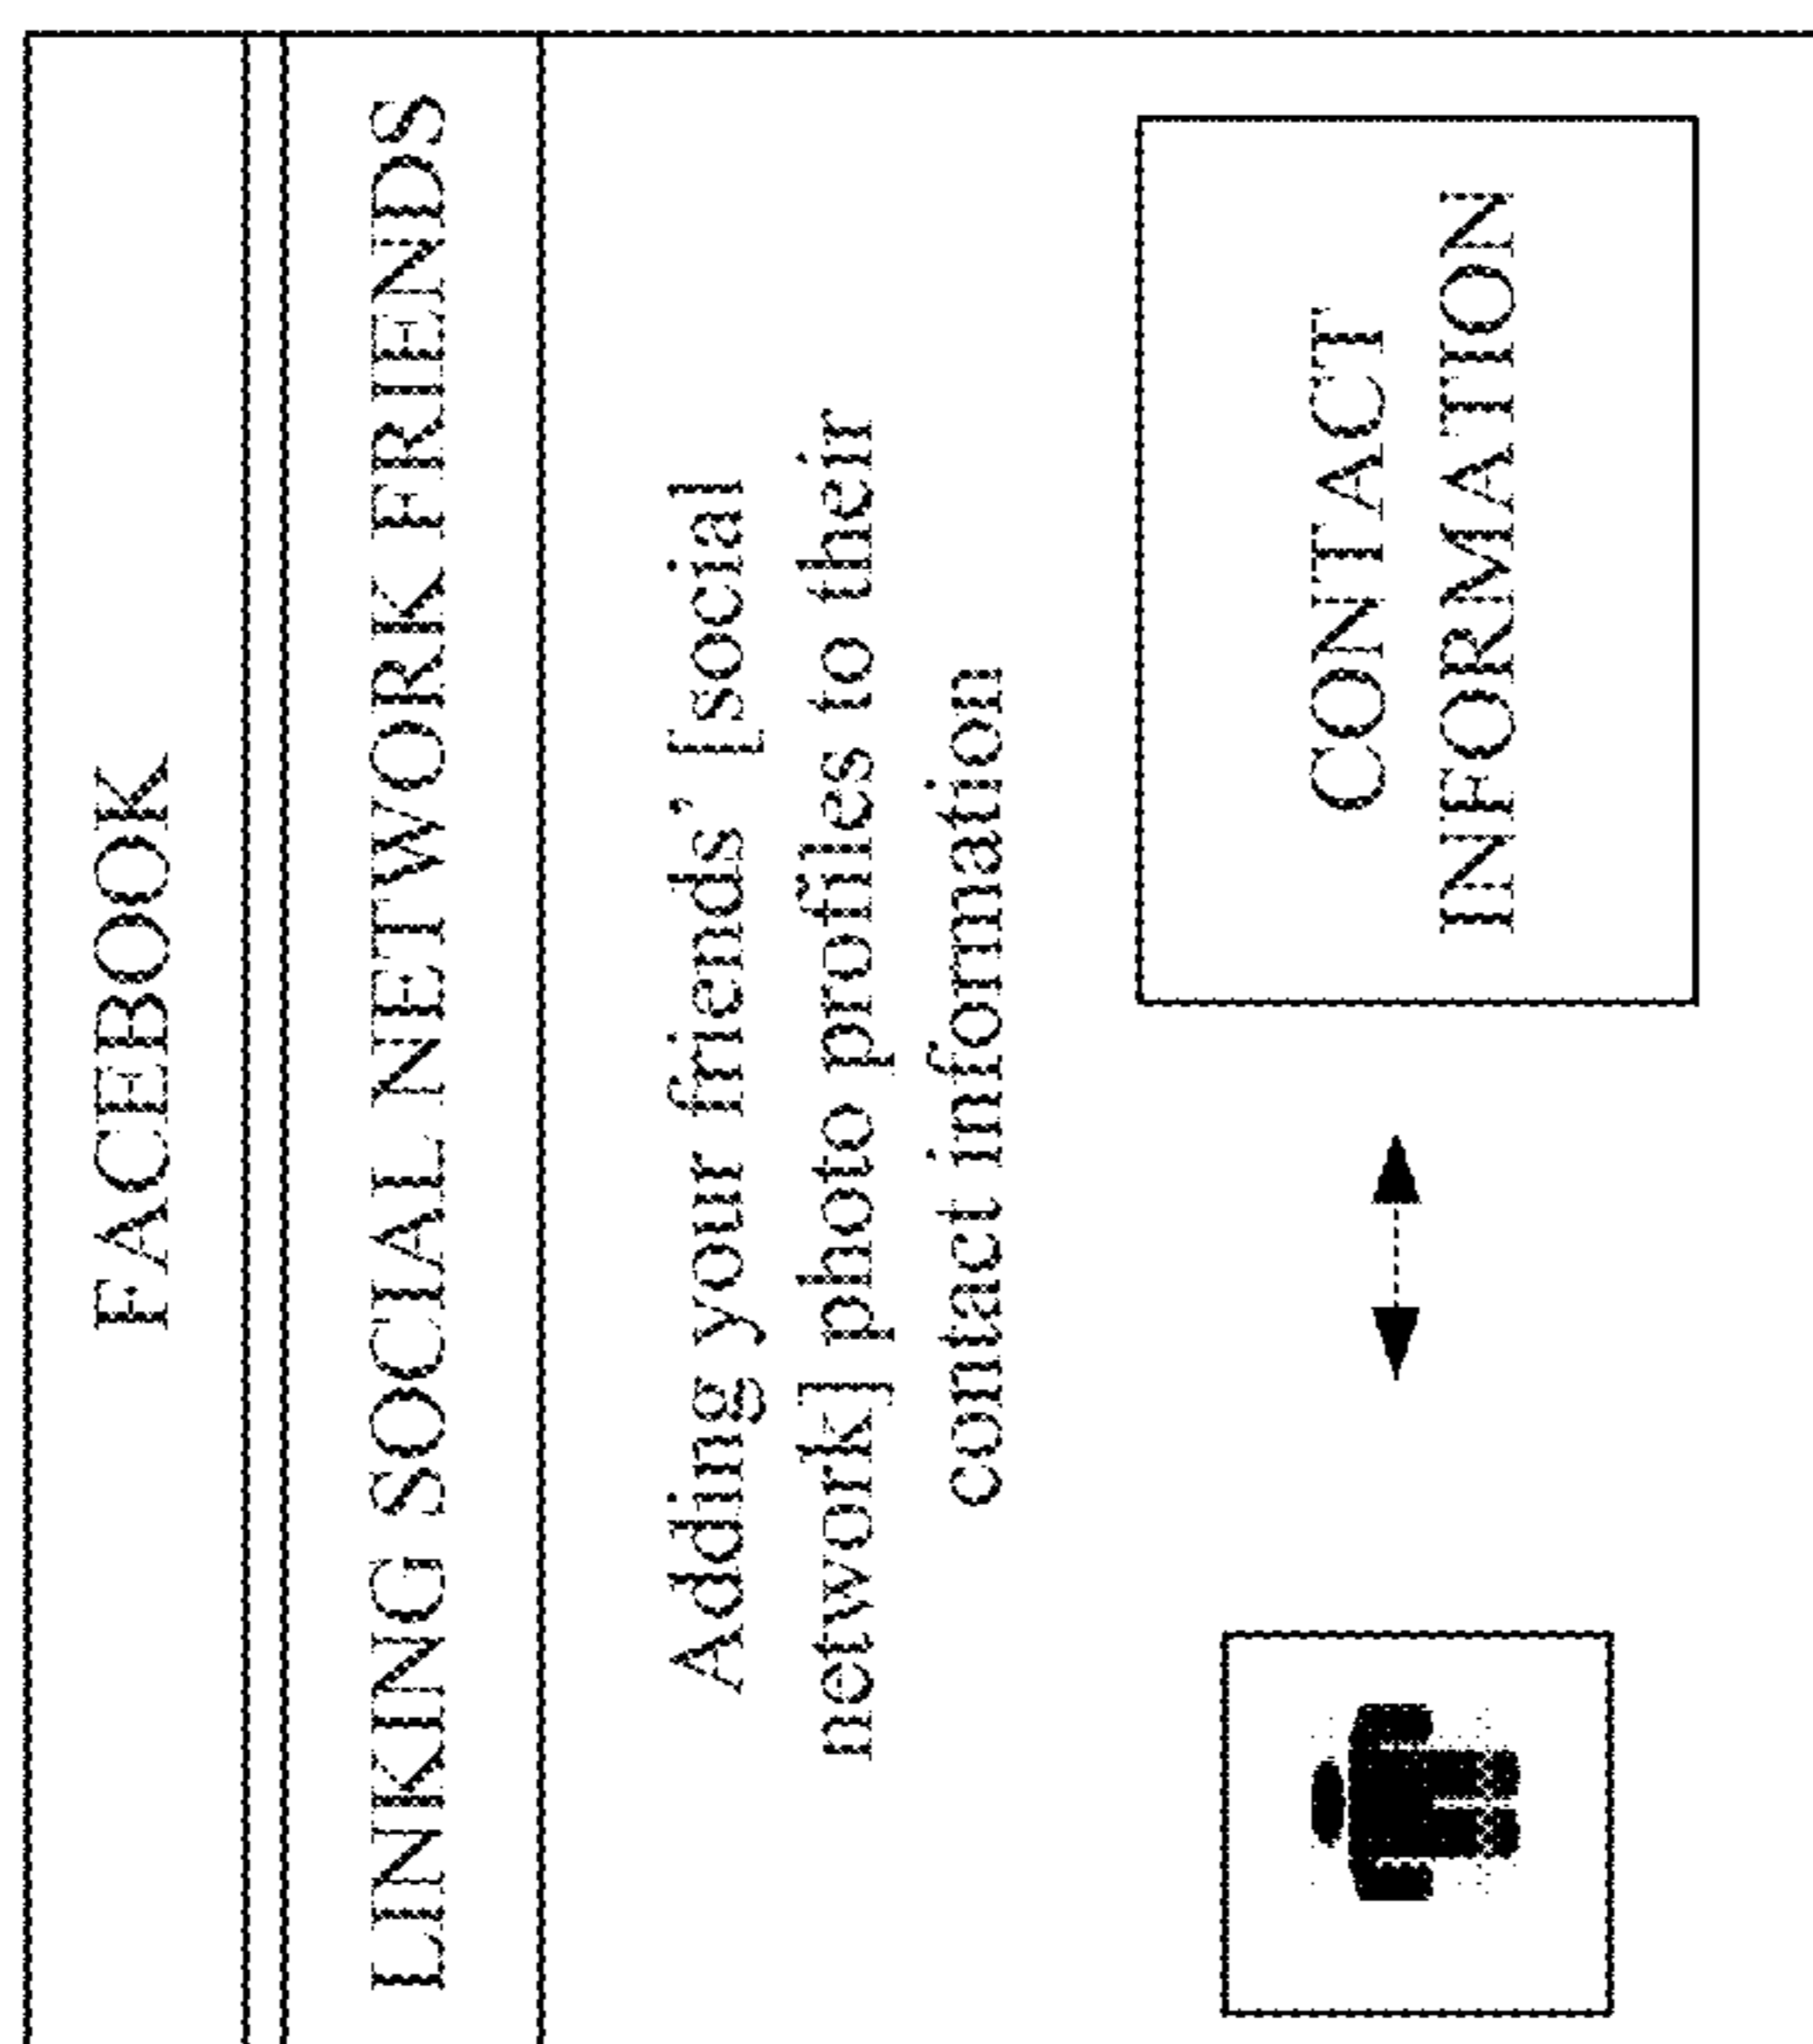 FACEBOOK
LINKING SOCIAL NETWORK FRIENDS
Adding your friends’ [social
network] photo profiles to their
contact information
CONTACT
INFORMATION